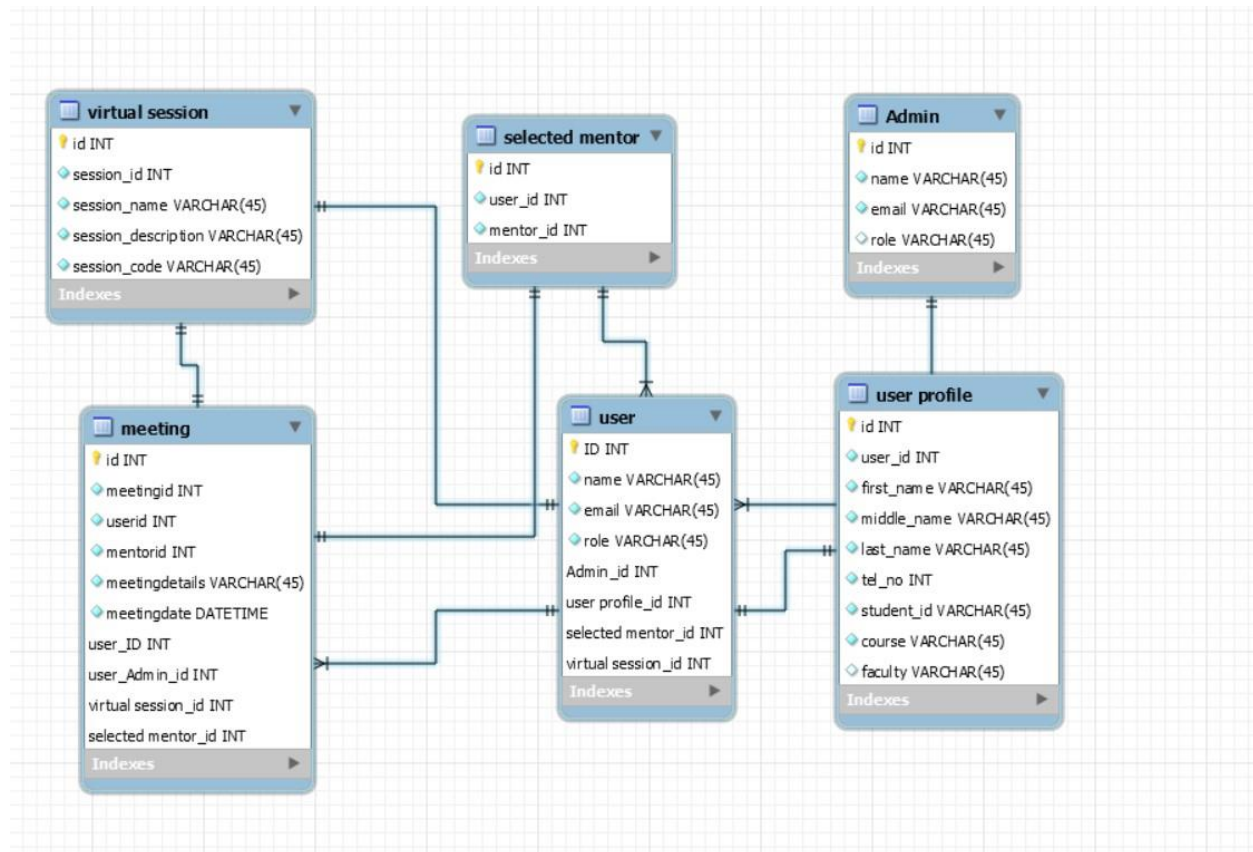 virtual session
id INT
session_id INT
session_name VARCHAR(45)
session_description VARCHAR(45)
session_code VARCHAR(45)
Indexes
selected mentor
id INT
user_id INT
mentor_id INT
Indexes
Admin
id INT
name VARCHAR(45)
email VARCHAR(45)
role VARCHAR(45)
Indexes
meeting
id INT
meetingid INT
userid INT
mentorid INT
meetingdetails VARCHAR(45)
meetingdate DATETIME
user_ID INT
user_Admin_id INT
virtual session_id INT
selected mentor_id INT
Indexes
user
ID INT
name VARCHAR(45)
email VARCHAR(45)
role VARCHAR(45)
Admin_id INT
user profile_id INT
selected mentor_id INT
virtual session_id INT
Indexes
user profile
id INT
user_id INT
first_name VARCHAR(45)
middle_name VARCHAR(45)
last_name VARCHAR(45)
tel_no INT
student_id VARCHAR(45)
course VARCHAR(45)
faculty VARCHAR(45)
Indexes